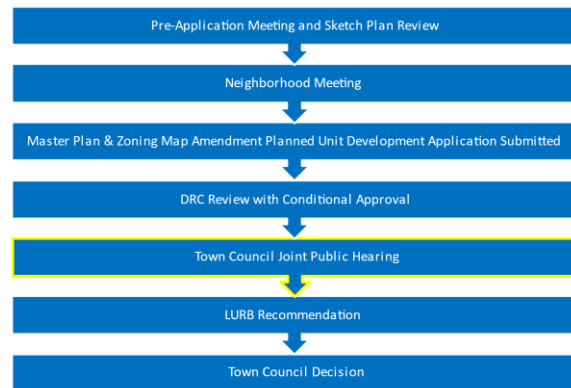 Pre-Application Meeting and Sketch Plan Review
Neighborhood Meeting
Master Plan & Zoning Map Amendment Planned Unit Development Application Submitted
DRC Review with Conditional Approval
Town Council Joint Public Hearing
LURB Recommendation
Town Council Decision